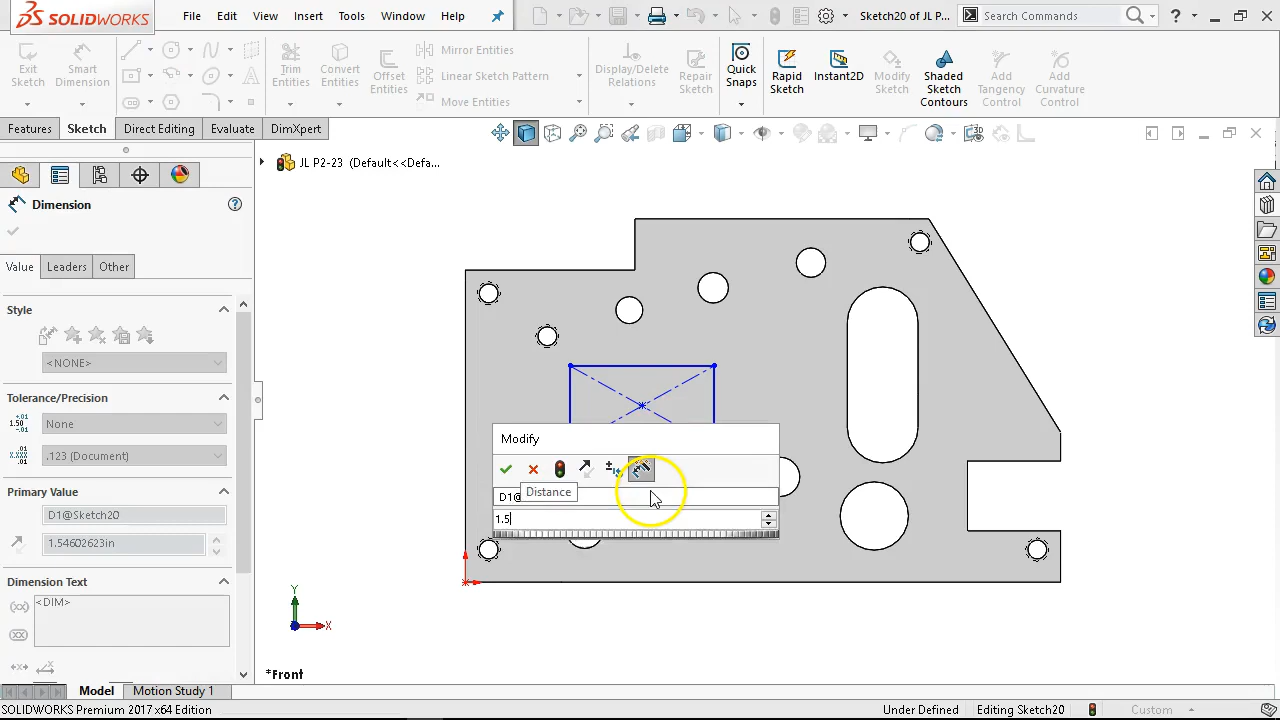 SOLIDWORKS
File Edit View Insert Tools Window Help
Sketch20 of JL P...
Search Commands
Exit Sketch
Smart Dimension
Trim Entities
Convert Entities
Offset Entities
Mirror Entities
Linear Sketch Pattern
Move Entities
Display/Delete Relations
Repair Sketch
Quick Snaps
Rapid Sketch
Instant2D
Modify Sketch
Shaded Sketch Contours
Add Tangency Control
Add Curvature Control
Features Sketch Direct Editing Evaluate DimXpert
JL P2-23 (Default<<Defa...
Dimension
Value Leaders Other
Style
<NONE>
Tolerance/Precision
None
.123 (Document)
Primary Value
D1@Sketch20
1.54602623in
Dimension Text
<DIM>
Modify
Distance
D1@
1.5
Y
X
*Front
Model Motion Study 1
SOLIDWORKS Premium 2017 x64 Edition
Under Defined
Editing Sketch20
Custom